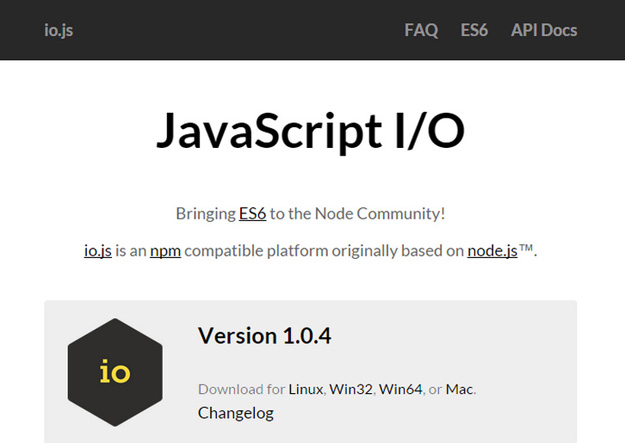 io.js FAQ ES6 API Docs
JavaScript I/O
Bringing ES6 to the Node Community!
io.js is an npm compatible platform originally based on node.js™.
io
Version 1.0.4
Download for Linux, Win32, Win64, or Mac.
Changelog